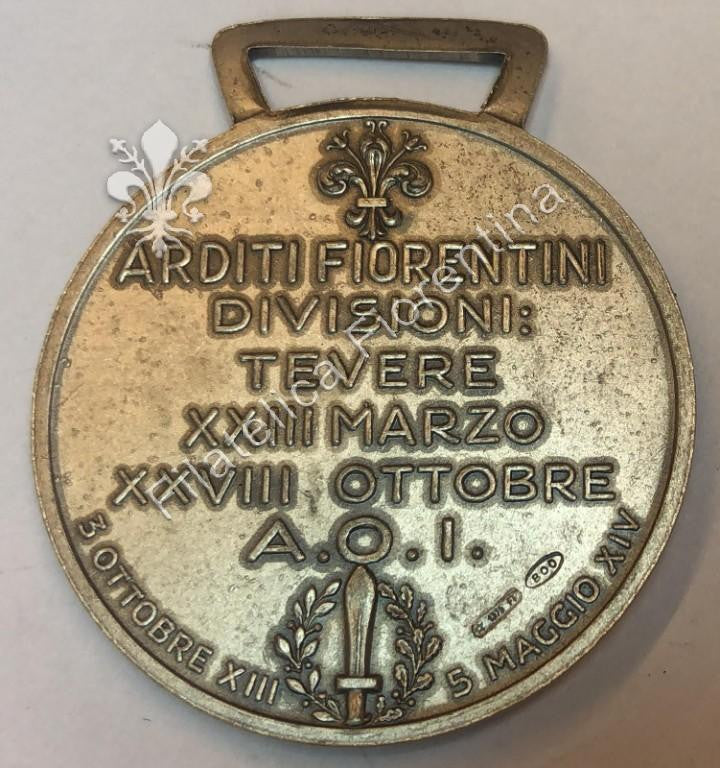 ARDITI FIORENTINI
DIVISIONI:
TEVERE
XXIII MARZO
XXVIII OTTOBRE
A.O.I.
3 OTTOBRE XIII
5 MAGGIO XIV
800
Filatelica Fiorentina